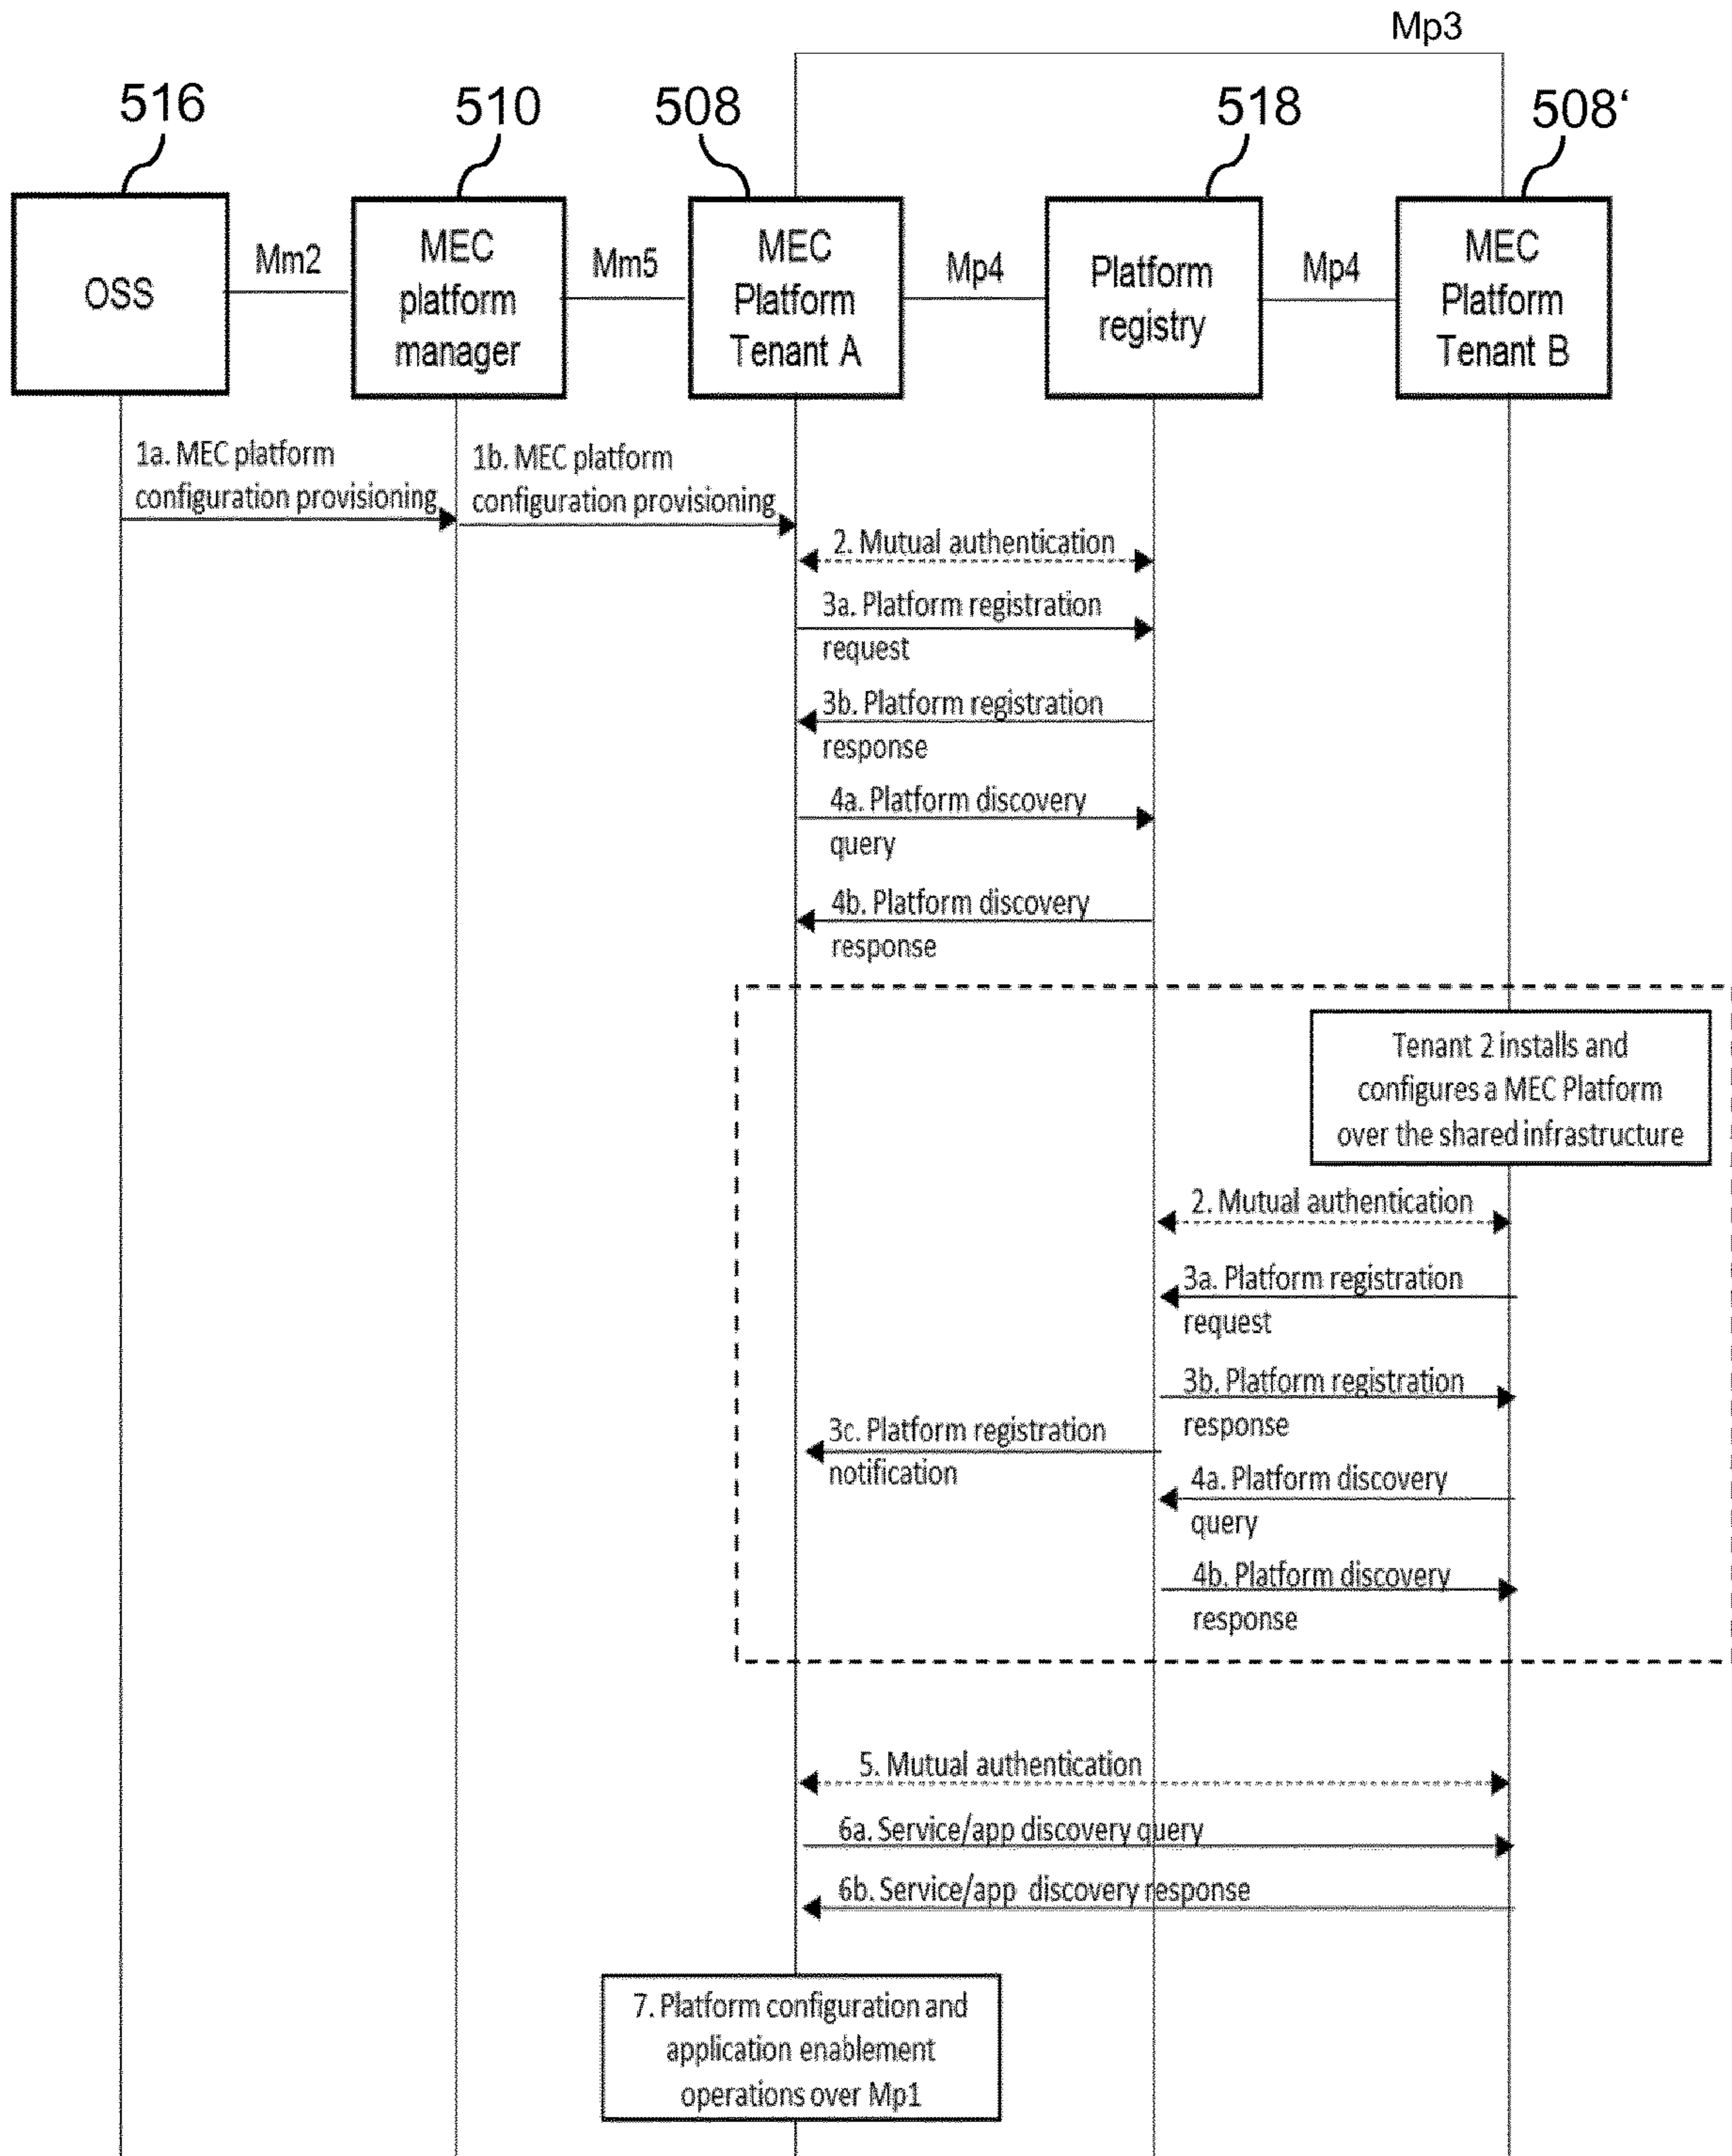 Mp3
516
510
508
518
508‘
OSS
Mm2
MEC
platform
manager
Mm5
MEC
Platform
Tenant A
Mp4
Platform
registry
Mp4
MEC
Platform
Tenant B
1a. MEC platform
configuration provisioning
1b. MEC platform
configuration provisioning
2. Mutual authentication
3a. Platform registration
request
3b. Platform registration
response
4a. Platform discovery
query
4b. Platform discovery
response
Tenant 2 installs and
configures a MEC Platform
over the shared infrastructure
2. Mutual authentication
3a. Platform registration
request
3b. Platform registration
response
3c. Platform registration
notification
4a. Platform discovery
query
4b. Platform discovery
response
5. Mutual authentication
6a. Service/app discovery query
6b. Service/app discovery response
7. Platform configuration and
application enablement
operations over Mp1